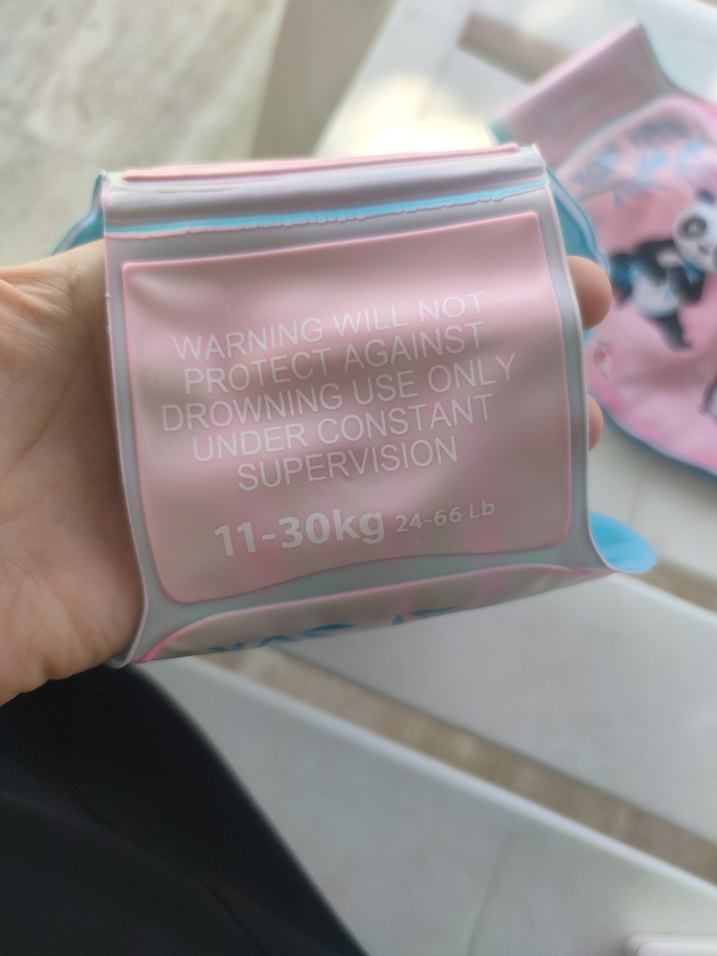 WARNING WILL NOT
PROTECT AGAINST
DROWNING USE ONLY
UNDER CONSTANT
SUPERVISION
11-30kg 24-66 Lb